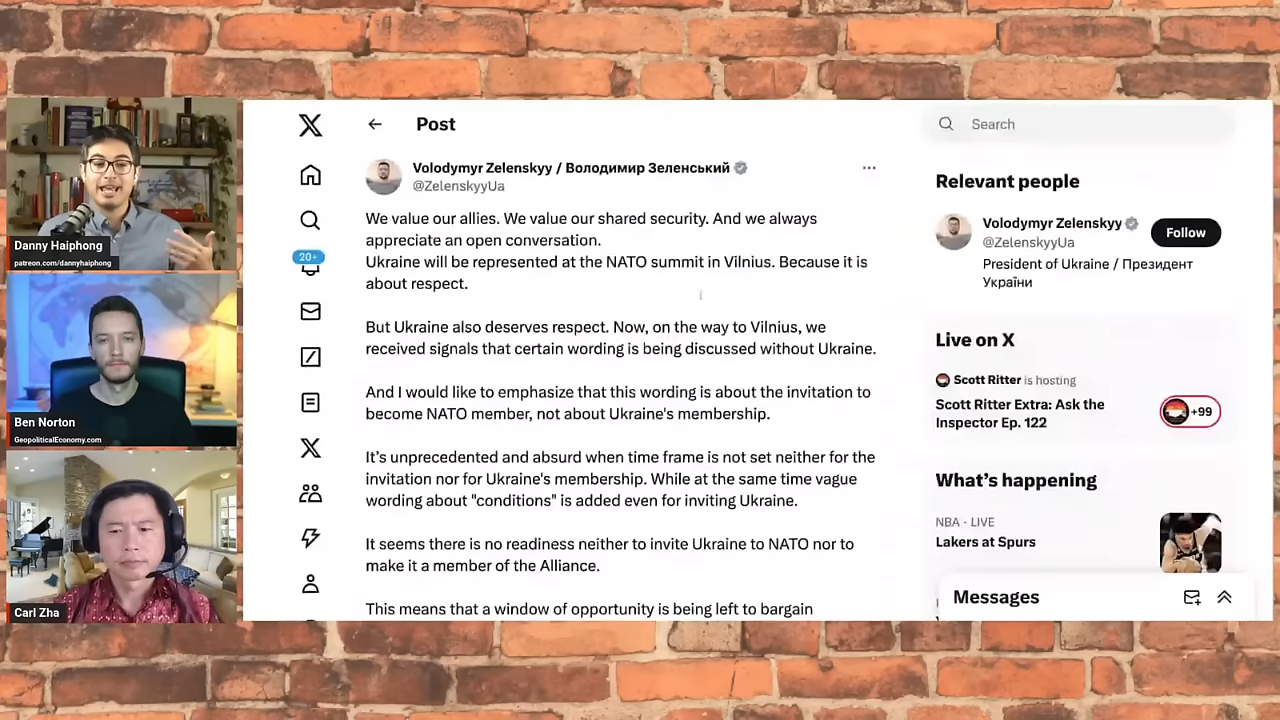 Danny Haiphong
patreon.com/dannyhaiphong
Ben Norton
GeopoliticalEconomy.com
Carl Zha
20+
Post
Volodymyr Zelenskyy / Володимир Зеленський
@ZelenskyyUa
We value our allies. We value our shared security. And we always
appreciate an open conversation.
Ukraine will be represented at the NATO summit in Vilnius. Because it is
about respect.
But Ukraine also deserves respect. Now, on the way to Vilnius, we
received signals that certain wording is being discussed without Ukraine.
And I would like to emphasize that this wording is about the invitation to
become NATO member, not about Ukraine's membership.
It's unprecedented and absurd when time frame is not set neither for the
invitation nor for Ukraine's membership. While at the same time vague
wording about "conditions" is added even for inviting Ukraine.
It seems there is no readiness neither to invite Ukraine to NATO nor to
make it a member of the Alliance.
This means that a window of opportunity is being left to bargain
Search
Relevant people
Volodymyr Zelenskyy
@ZelenskyyUa
Follow
President of Ukraine / Президент
України
Live on X
Scott Ritter is hosting
Scott Ritter Extra: Ask the
Inspector Ep. 122
+99
What's happening
NBA - LIVE
Lakers at Spurs
Messages